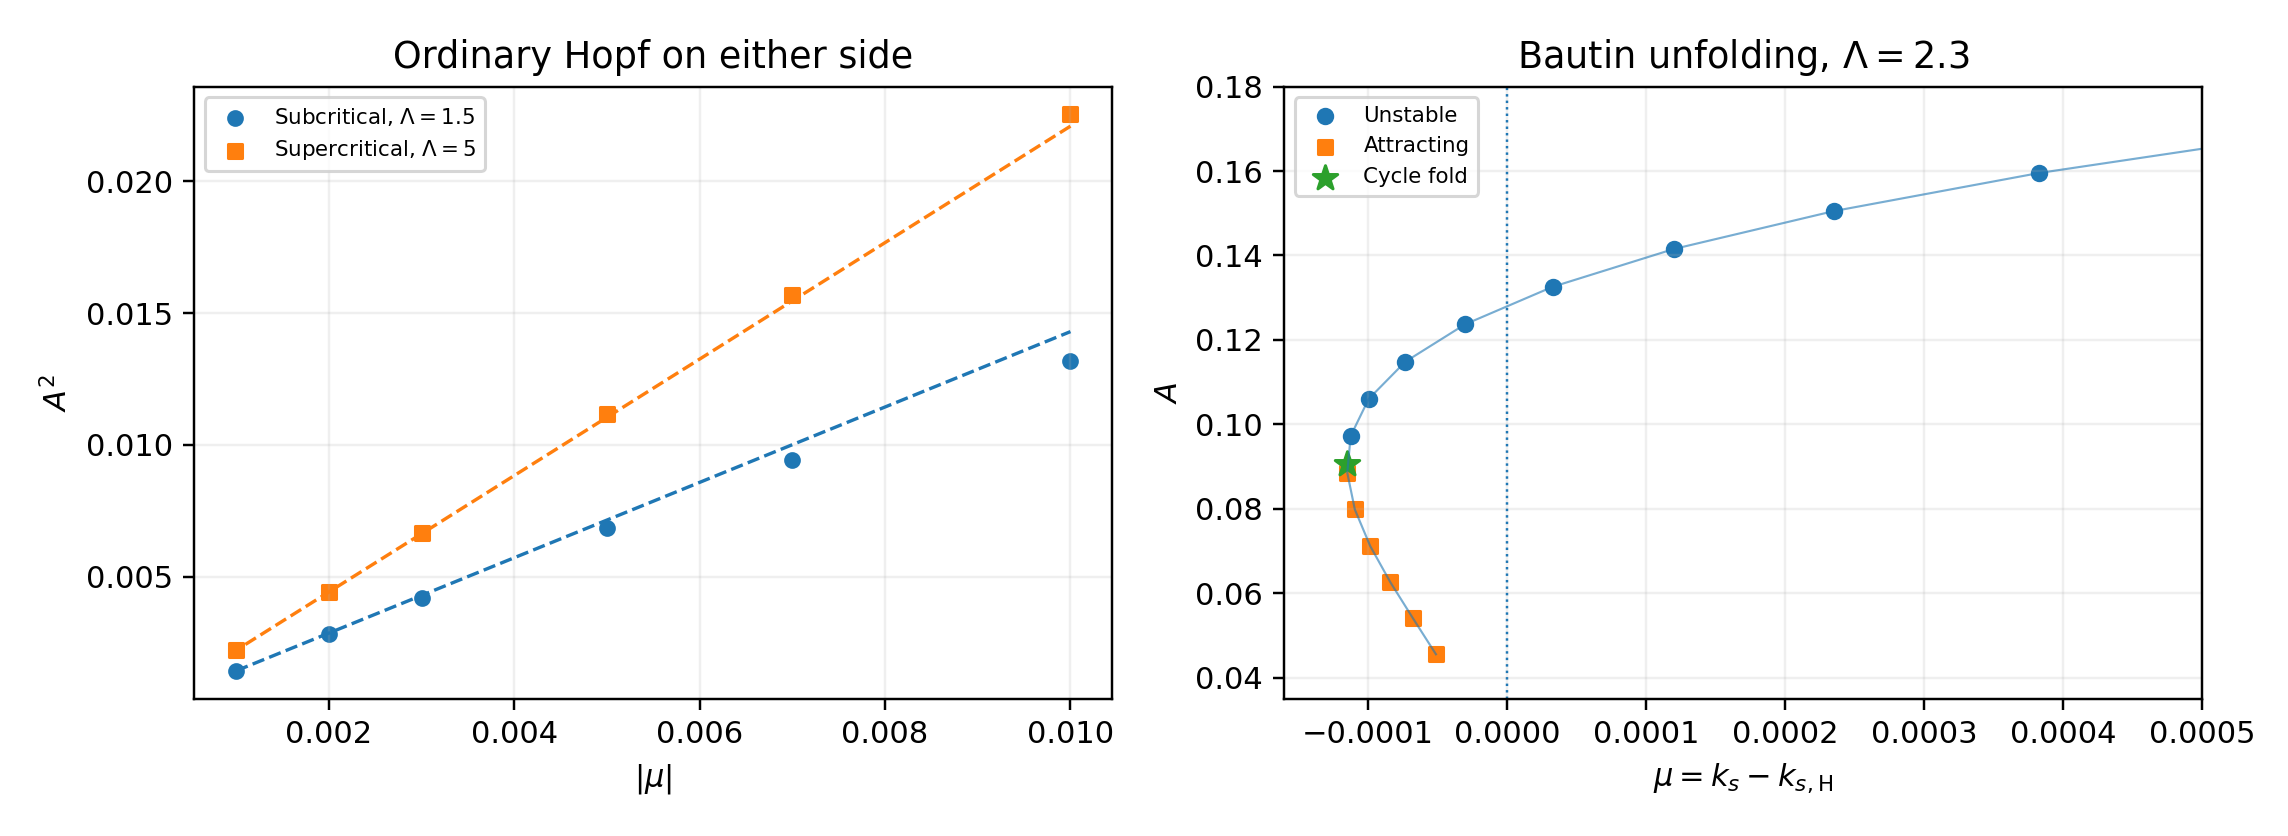 Ordinary Hopf on either side
Subcritical, Λ = 1.5
Supercritical, Λ = 5
0.020
0.015
0.010
0.005
A²
0.002
0.004
0.006
0.008
0.010
|μ|
Bautin unfolding, Λ = 2.3
Unstable
Attracting
Cycle fold
0.18
0.16
0.14
0.12
0.10
0.08
0.06
0.04
A
−0.0001
0.0000
0.0001
0.0002
0.0003
0.0004
0.0005
μ = kₛ − kₛ,H